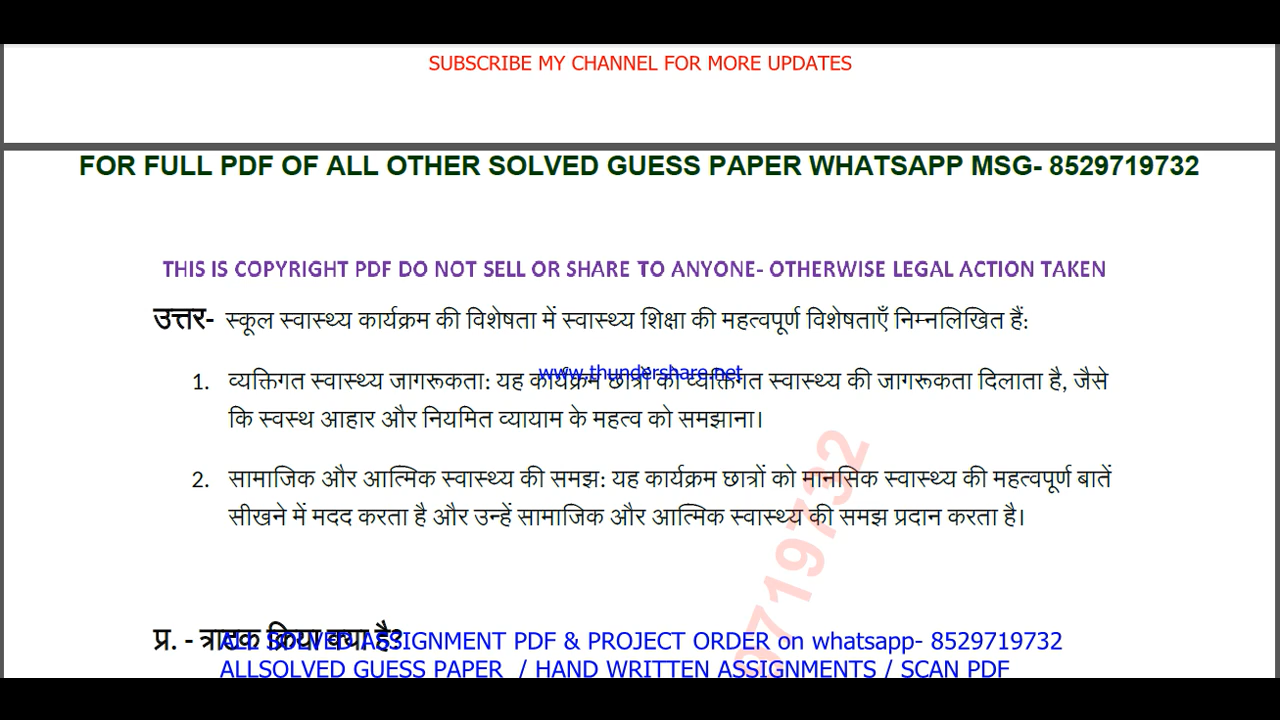 SUBSCRIBE MY CHANNEL FOR MORE UPDATES
FOR FULL PDF OF ALL OTHER SOLVED GUESS PAPER WHATSAPP MSG- 8529719732
THIS IS COPYRIGHT PDF DO NOT SELL OR SHARE TO ANYONE- OTHERWISE LEGAL ACTION TAKEN
उत्तर- स्कूल स्वास्थ्य कार्यक्रम की विशेषता में स्वास्थ्य शिक्षा की महत्वपूर्ण विशेषताएँ निम्नलिखित हैं:
www.thundershare.net
1. व्यक्तिगत स्वास्थ्य जागरूकता: यह कार्यक्रम छात्रों को व्यक्तिगत स्वास्थ्य की जागरूकता दिलाता है, जैसे
कि स्वस्थ आहार और नियमित व्यायाम के महत्व को समझाना।
2. सामाजिक और आत्मिक स्वास्थ्य की समझ: यह कार्यक्रम छात्रों को मानसिक स्वास्थ्य की महत्वपूर्ण बातें
सीखने में मदद करता है और उन्हें सामाजिक और आत्मिक स्वास्थ्य की समझ प्रदान करता है।
9719732
प्र. - त्राटक क्रिया क्या है?
ALL SOLVED ASSIGNMENT PDF & PROJECT ORDER on whatsapp- 8529719732
ALLSOLVED GUESS PAPER / HAND WRITTEN ASSIGNMENTS / SCAN PDF